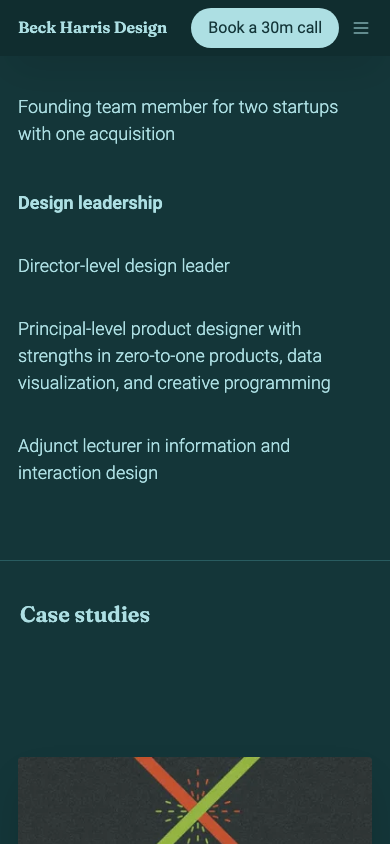 Beck Harris Design
Book a 30m call
Founding team member for two startups
with one acquisition
Design leadership
Director-level design leader
Principal-level product designer with
strengths in zero-to-one products, data
visualization, and creative programming
Adjunct lecturer in information and
interaction design
Case studies